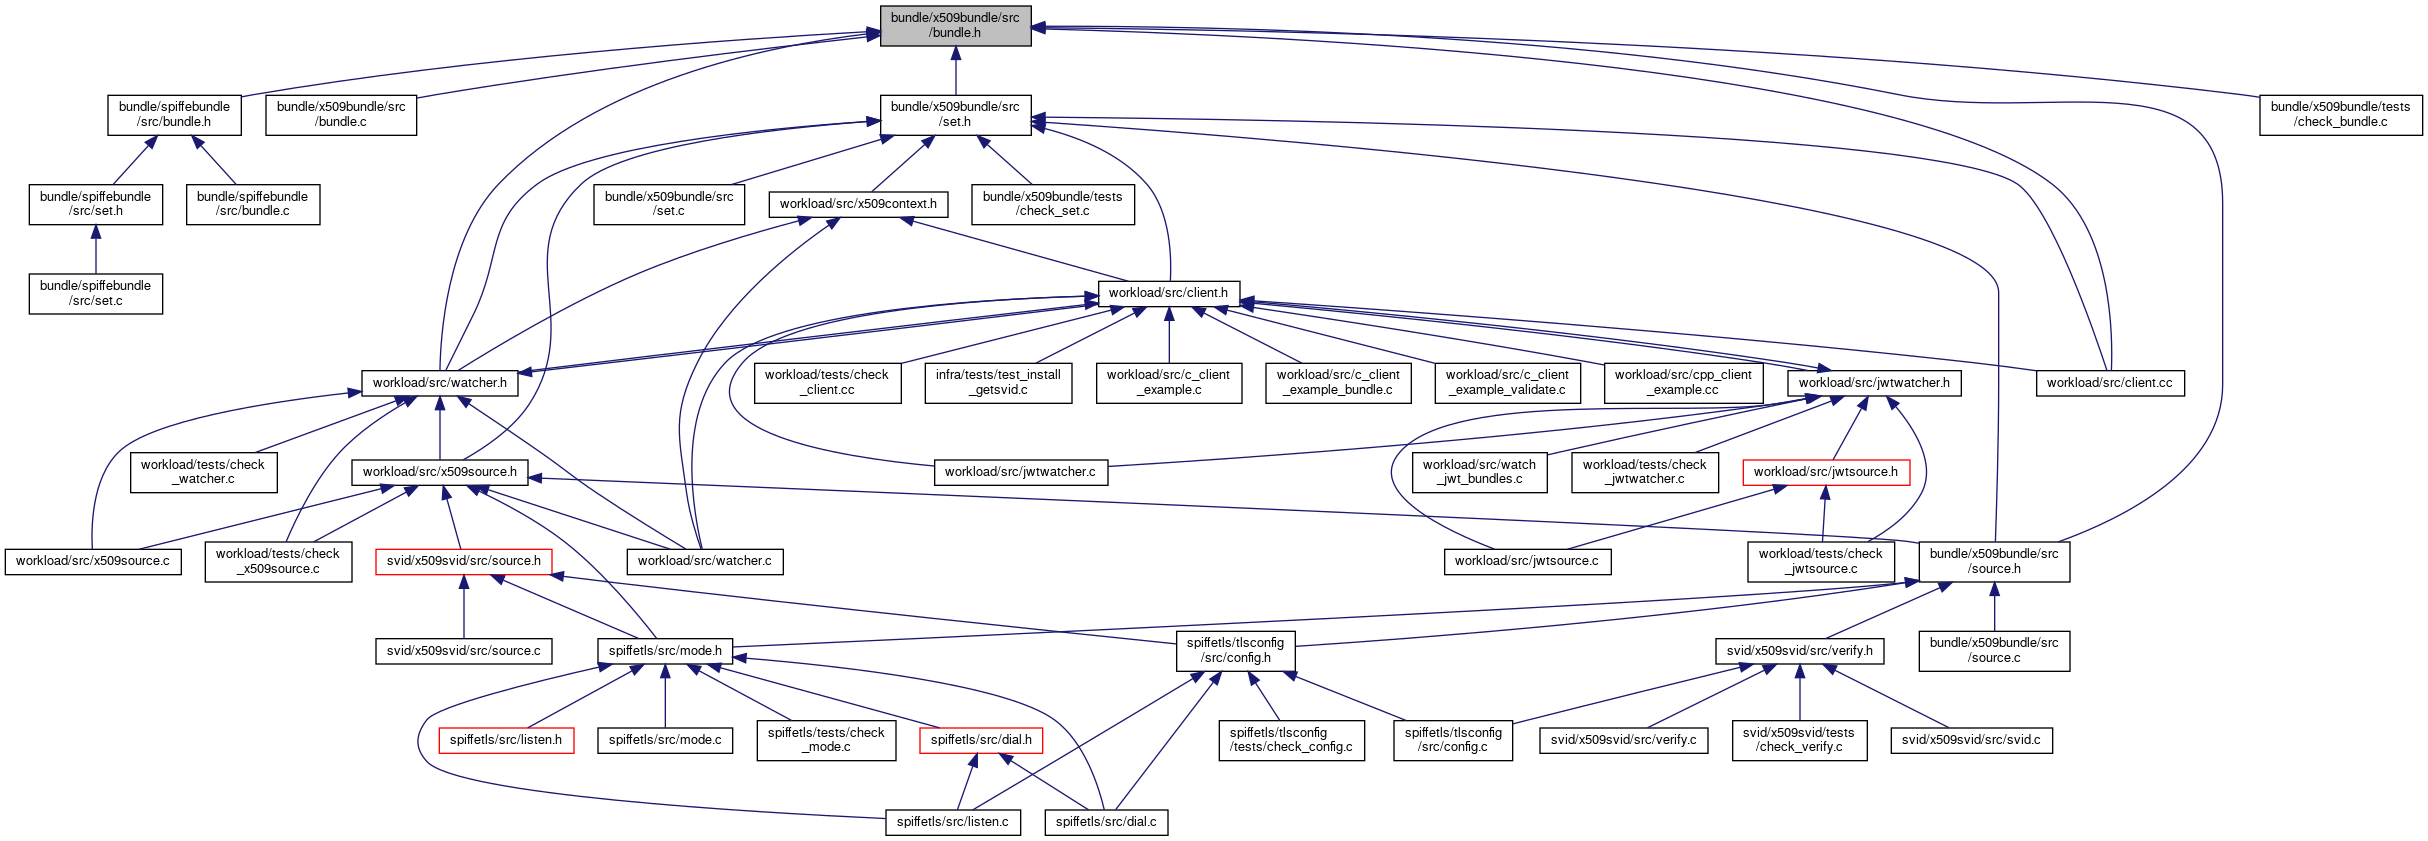 bundle/x509bundle/src
/bundle.h
bundle/spiffebundle
/src/bundle.h
bundle/x509bundle/src
/bundle.c
bundle/x509bundle/src
/set.h
bundle/x509bundle/tests
/check_bundle.c
bundle/spiffebundle
/src/set.h
bundle/spiffebundle
/src/bundle.c
bundle/x509bundle/src
/set.c
workload/src/x509context.h
bundle/x509bundle/tests
/check_set.c
bundle/spiffebundle
/src/set.c
workload/src/client.h
workload/src/watcher.h
workload/tests/check
_client.cc
infra/tests/test_install
_getsvid.c
workload/src/c_client
_example.c
workload/src/c_client
_example_bundle.c
workload/src/c_client
_example_validate.c
workload/src/cpp_client
_example.cc
workload/src/jwtwatcher.h
workload/src/client.cc
workload/tests/check
_watcher.c
workload/src/x509source.h
workload/src/jwtwatcher.c
workload/src/watch
_jwt_bundles.c
workload/tests/check
_jwtwatcher.c
workload/src/jwtsource.h
workload/src/x509source.c
workload/tests/check
_x509source.c
svid/x509svid/src/source.h
workload/src/watcher.c
workload/src/jwtsource.c
workload/tests/check
_jwtsource.c
bundle/x509bundle/src
/source.h
svid/x509svid/src/source.c
spiffetls/src/mode.h
spiffetls/tlsconfig
/src/config.h
svid/x509svid/src/verify.h
bundle/x509bundle/src
/source.c
spiffetls/src/listen.h
spiffetls/src/mode.c
spiffetls/tests/check
_mode.c
spiffetls/src/dial.h
spiffetls/tlsconfig
/tests/check_config.c
spiffetls/tlsconfig
/src/config.c
svid/x509svid/src/verify.c
svid/x509svid/tests
/check_verify.c
svid/x509svid/src/svid.c
spiffetls/src/listen.c
spiffetls/src/dial.c